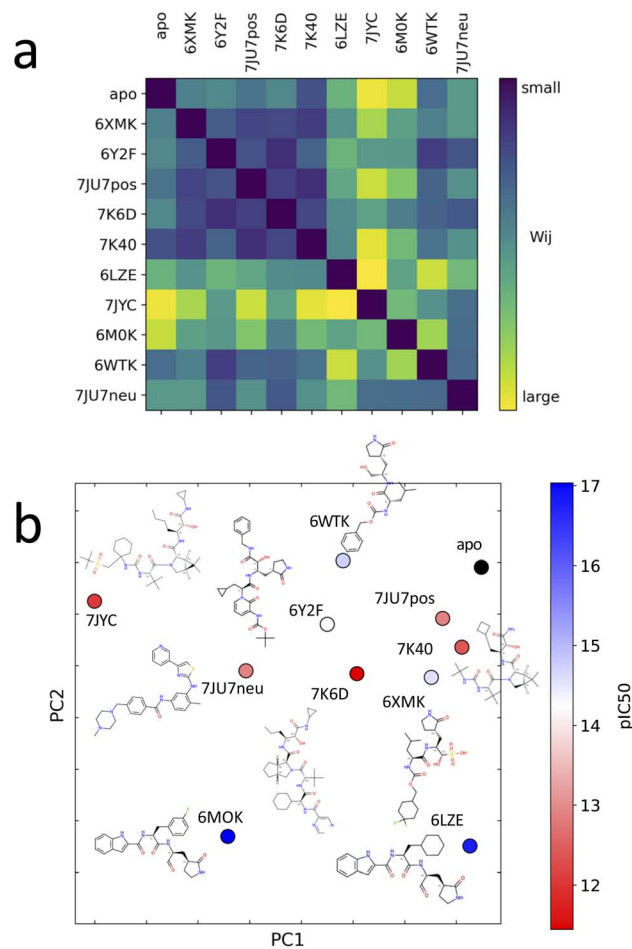 a
apo
6XMK
6Y2F
7JU7pos
7K6D
7K40
6LZE
7JYC
6M0K
6WTK
7JU7neu
apo
6XMK
6Y2F
7JU7pos
7K6D
7K40
6LZE
7JYC
6M0K
6WTK
7JU7neu
small
Wij
large
b
6WTK
apo
7JYC
6Y2F
7JU7pos
7K40
7JU7neu
7K6D
6XMK
6MOK
6LZE
PC2
PC1
17
16
15
14
13
12
pIC50